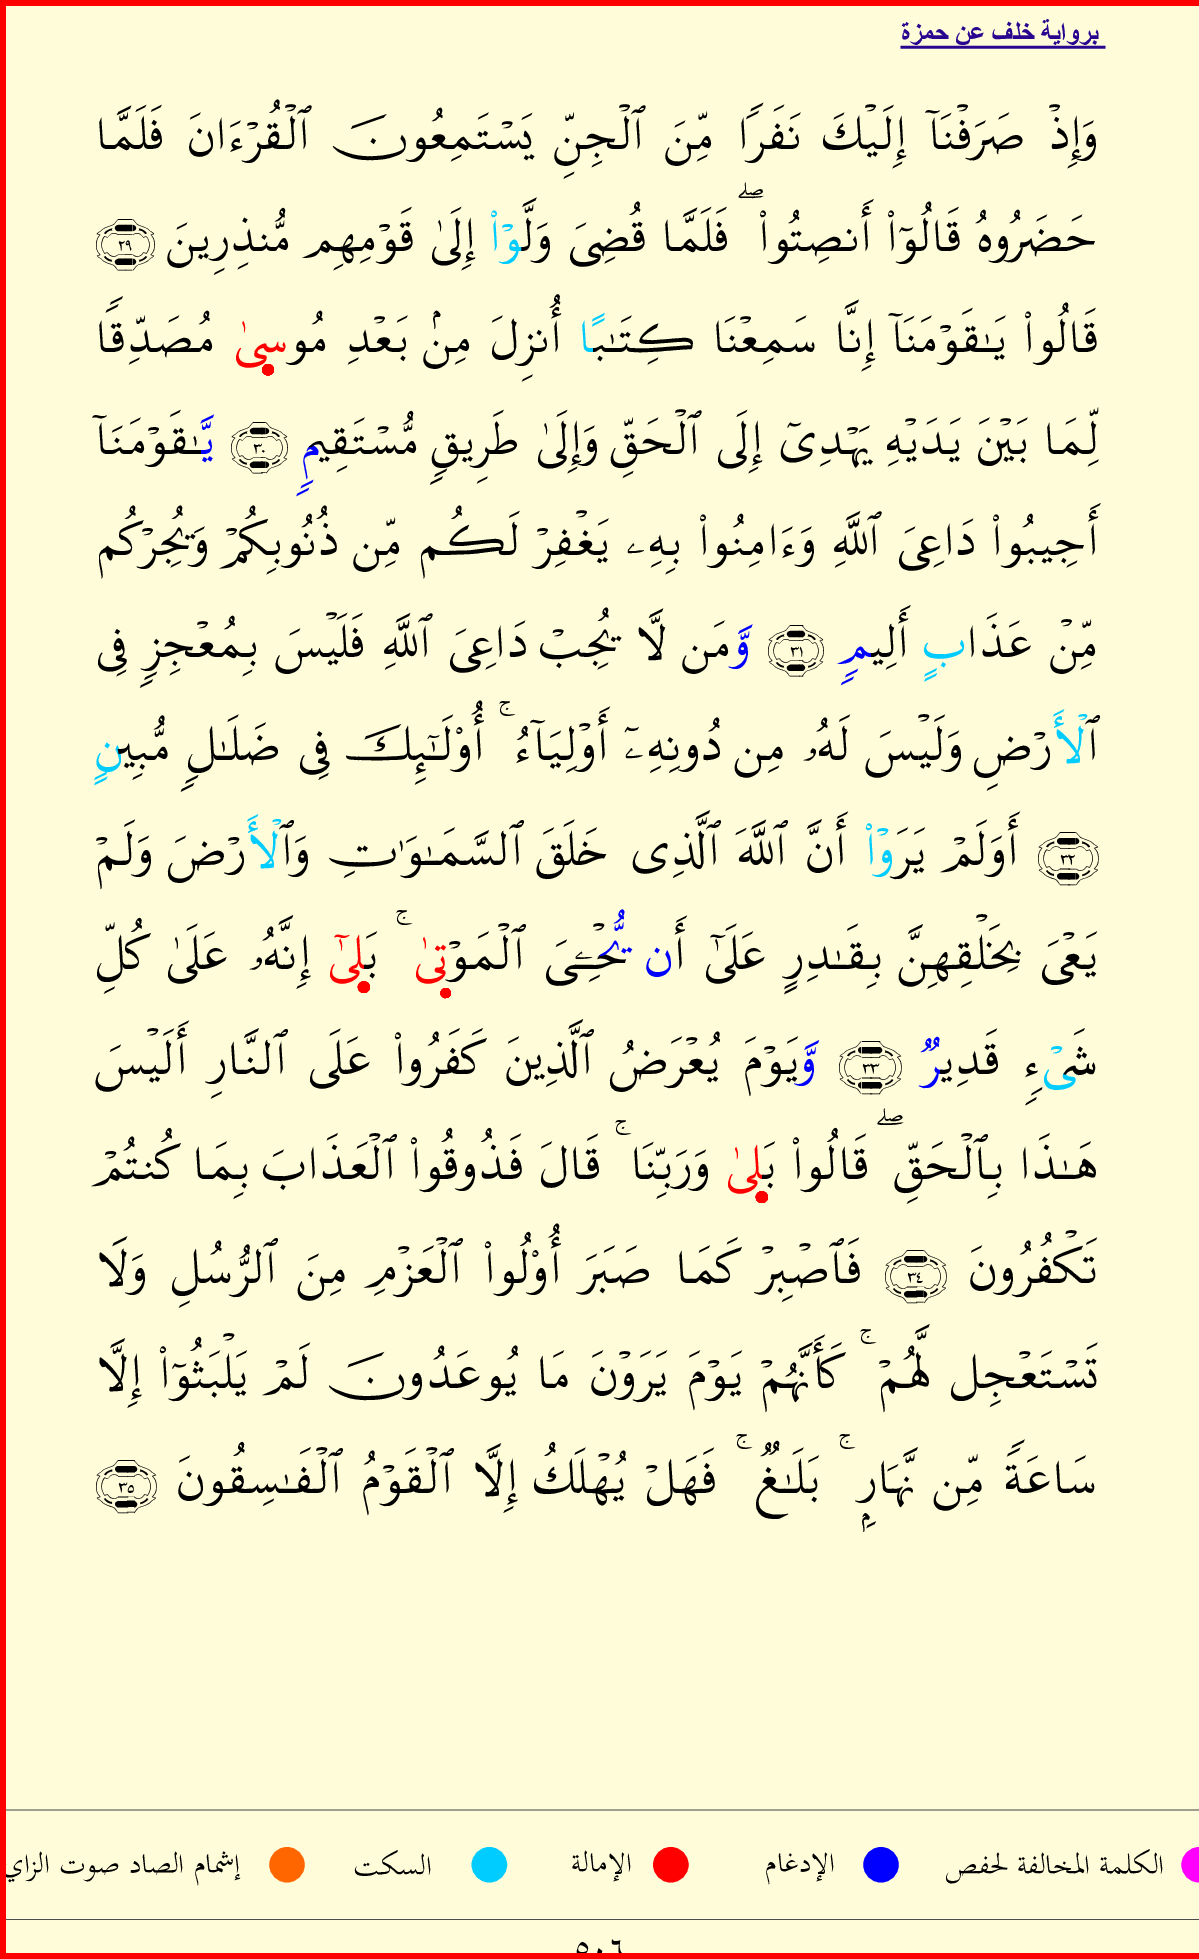 برواية خلف عن حمزة
وَإِذۡ صَرَفۡنَآ إِلَيۡكَ نَفَرٗا مِّنَ ٱلۡجِنِّ يَسۡتَمِعُونَ ٱلۡقُرۡءَانَ فَلَمَّا
حَضَرُوهُ قَالُوٓاْ أَنصِتُواْۖ فَلَمَّا قُضِيَ وَلَّوۡاْ إِلَىٰ قَوۡمِهِم مُّنذِرِينَ ٢٩
قَالُواْ يَٰقَوۡمَنَآ إِنَّا سَمِعۡنَا كِتَٰبًا أُنزِلَ مِنۢ بَعۡدِ مُوسىٰ مُصَدِّقٗا
لِّمَا بَيۡنَ يَدَيۡهِ يَهۡدِيٓ إِلَى ٱلۡحَقِّ وَإِلَىٰ طَرِيقٖ مُّسۡتَقِيمٖ ٣٠ يَّٰقَوۡمَنَآ
أَجِيبُواْ دَاعِيَ ٱللَّهِ وَءَامِنُواْ بِهِۦ يَغۡفِرۡ لَكُم مِّن ذُنُوبِكُمۡ وَيُجِرۡكُم
مِّنۡ عَذَابٍ أَلِيمٖ ٣١ وَّمَن لَّا يُجِبۡ دَاعِيَ ٱللَّهِ فَلَيۡسَ بِمُعۡجِزٖ فِي
ٱلۡأَرۡضِ وَلَيۡسَ لَهُۥ مِن دُونِهِۦٓ أَوۡلِيَآءُۚ أُوْلَٰٓئِكَ فِي ضَلَٰلٖ مُّبِينٍ
٣٢ أَوَلَمۡ يَرَوۡاْ أَنَّ ٱللَّهَ ٱلَّذِي خَلَقَ ٱلسَّمَٰوَٰتِ وَٱلۡأَرۡضَ وَلَمۡ
يَعۡيَ بِخَلۡقِهِنَّ بِقَٰدِرٍ عَلَىٰٓ أَن يُّحۡـِۧيَ ٱلۡمَوۡتىٰۚ بَلىٰٓ إِنَّهُۥ عَلَىٰ كُلِّ
شَيۡءٖ قَدِيرٞ ٣٣ وَّيَوۡمَ يُعۡرَضُ ٱلَّذِينَ كَفَرُواْ عَلَى ٱلنَّارِ أَلَيۡسَ
هَٰذَا بِٱلۡحَقِّۖ قَالُواْ بَلىٰ وَرَبِّنَاۚ قَالَ فَذُوقُواْ ٱلۡعَذَابَ بِمَا كُنتُمۡ
تَكۡفُرُونَ ٣٤ فَٱصۡبِرۡ كَمَا صَبَرَ أُوْلُواْ ٱلۡعَزۡمِ مِنَ ٱلرُّسُلِ وَلَا
تَسۡتَعۡجِل لَّهُمۡۚ كَأَنَّهُمۡ يَوۡمَ يَرَوۡنَ مَا يُوعَدُونَ لَمۡ يَلۡبَثُوٓاْ إِلَّا
سَاعَةٗ مِّن نَّهَارِۭۚ بَلَٰغٞۚ فَهَلۡ يُهۡلَكُ إِلَّا ٱلۡقَوۡمُ ٱلۡفَٰسِقُونَ ٣٥
الكلمة المخالفة لحفص الإدغام الإمالة السكت إشمام الصاد صوت الزاي
٥٠٦